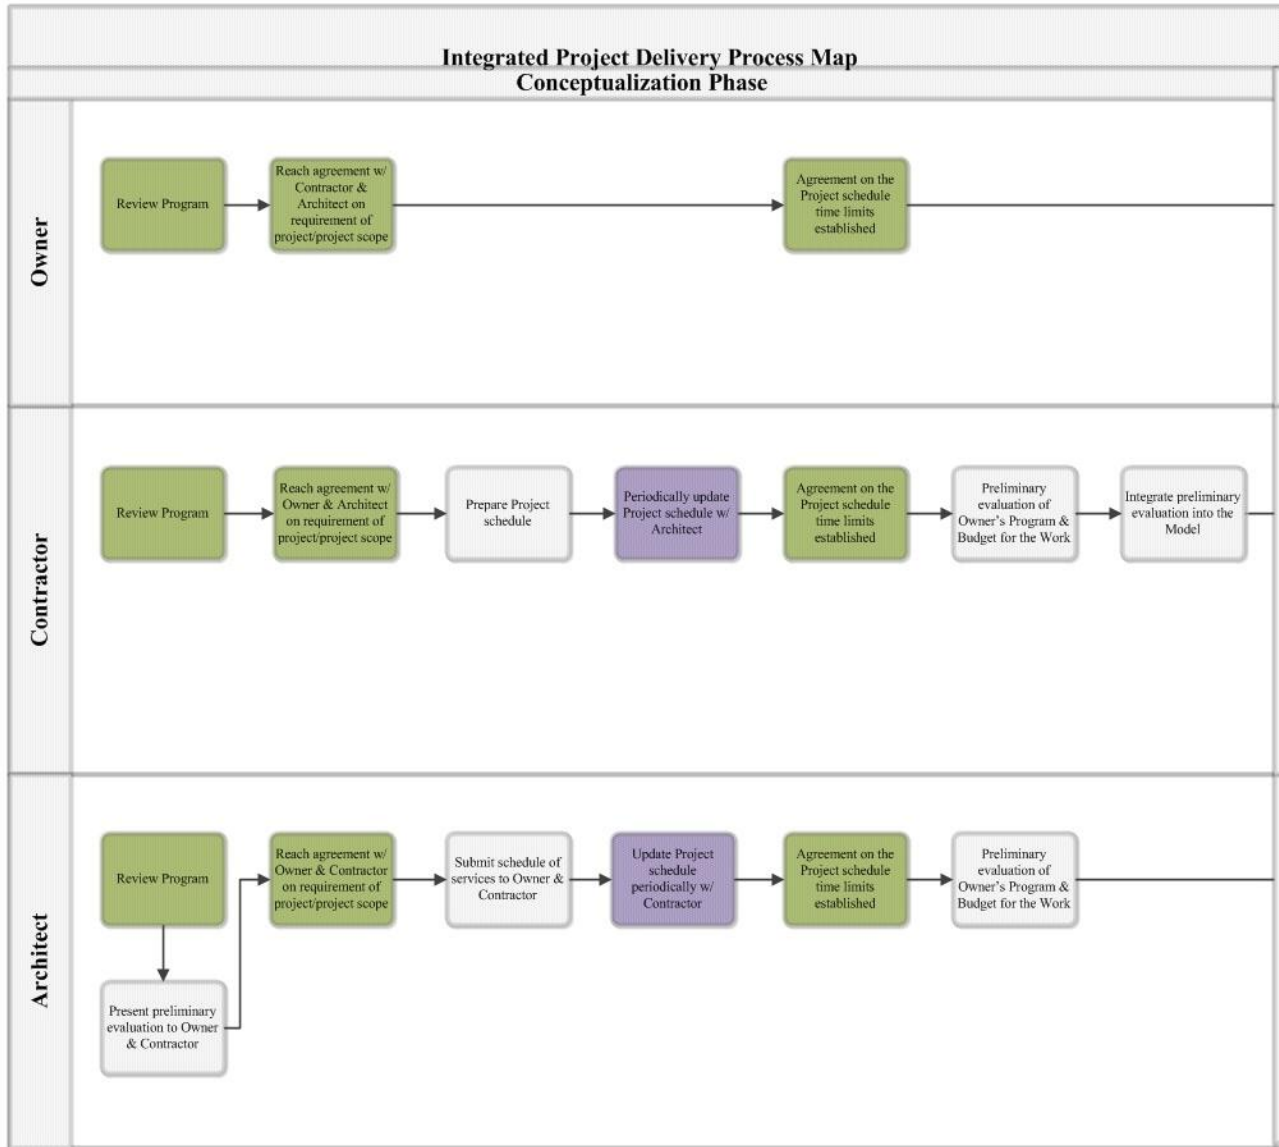 Integrated Project Delivery Process Map
Conceptualization Phase
Owner
Review Program
Reach agreement w/
Contractor &
Architect on
requirement of
project/project scope
Agreement on the
Project schedule
time limits
established
Contractor
Review Program
Reach agreement w/
Owner & Architect
on requirement of
project/project scope
Prepare Project
schedule
Periodically update
Project schedule w/
Architect
Agreement on the
Project schedule
time limits
established
Preliminary
evaluation of
Owner's Program &
Budget for the Work
Integrate preliminary
evaluation into the
Model
Architect
Review Program
Present preliminary
evaluation to Owner
& Contractor
Reach agreement w/
Owner & Contractor
on requirement of
project/project scope
Submit schedule of
services to Owner &
Contractor
Update Project
schedule
periodically w/
Contractor
Agreement on the
Project schedule
time limits
established
Preliminary
evaluation of
Owner's Program &
Budget for the Work